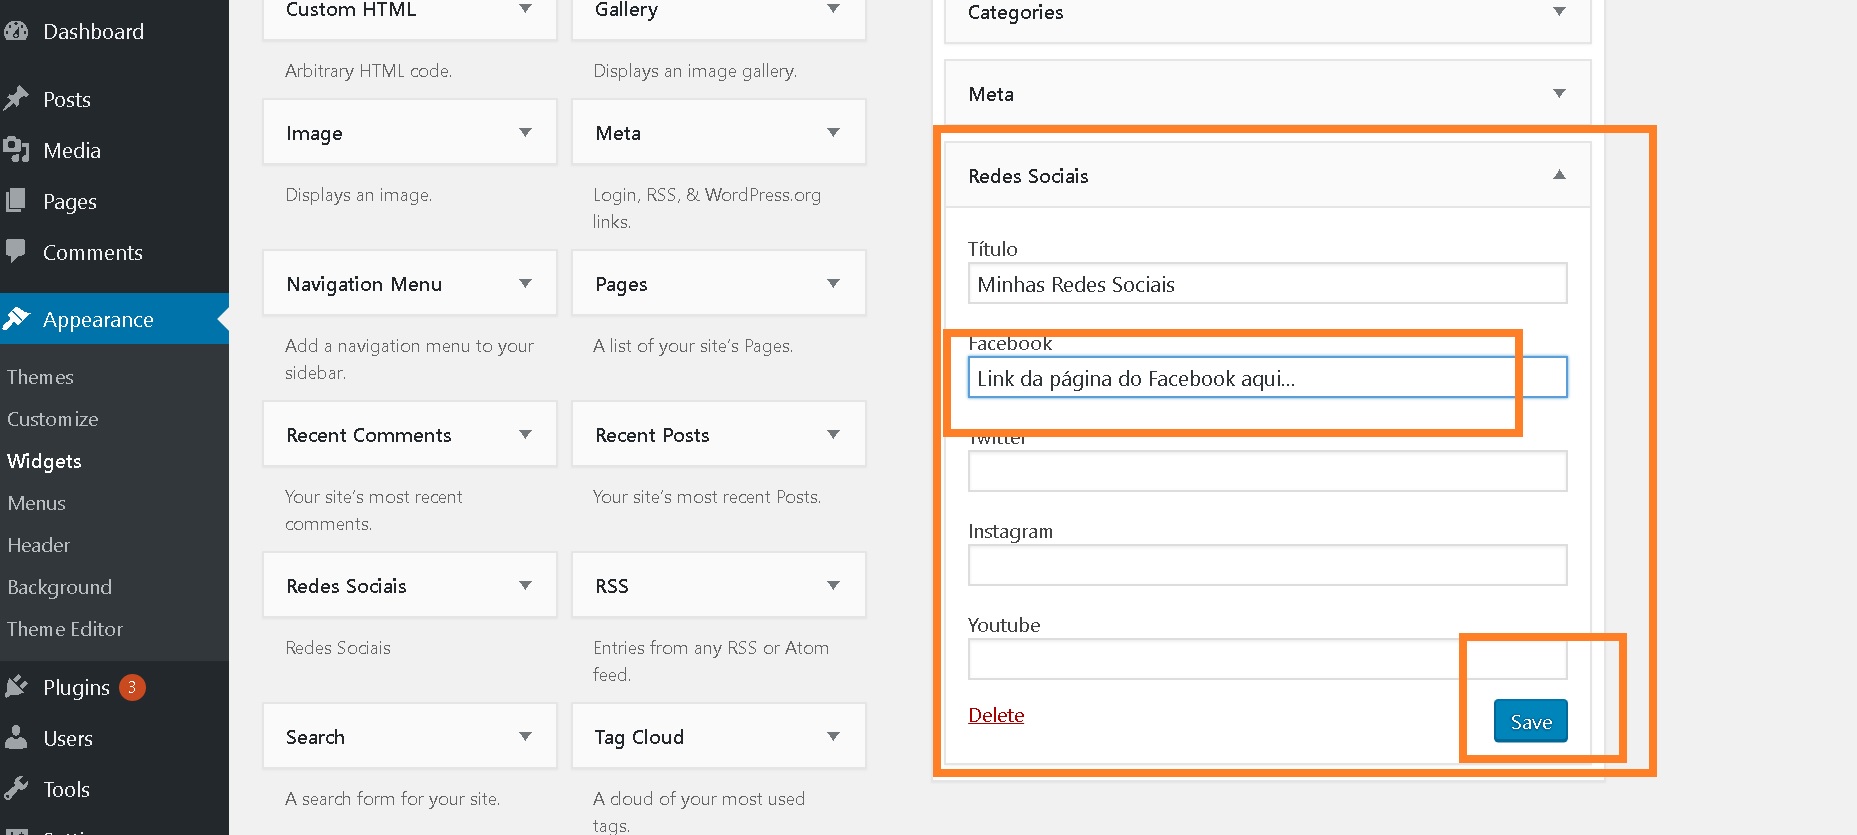 Dashboard
Posts
Media
Pages
Comments
Appearance
Themes
Customize
Widgets
Menus
Header
Background
Theme Editor
Plugins 3
Users
Tools
Custom HTML
Arbitrary HTML code.
Gallery
Displays an image gallery.
Image
Displays an image.
Meta
Login, RSS, & WordPress.org
links.
Navigation Menu
Add a navigation menu to your
sidebar.
Pages
A list of your site's Pages.
Recent Comments
Your site's most recent
comments.
Recent Posts
Your site's most recent Posts.
Redes Sociais
Redes Sociais
RSS
Entries from any RSS or Atom
feed.
Search
A search form for your site.
Tag Cloud
A cloud of your most used
tags.
Categories
Meta
Redes Sociais
Título
Minhas Redes Sociais
Facebook
Link da página do Facebook aqui...
Twitter
Instagram
Youtube
Delete
Save